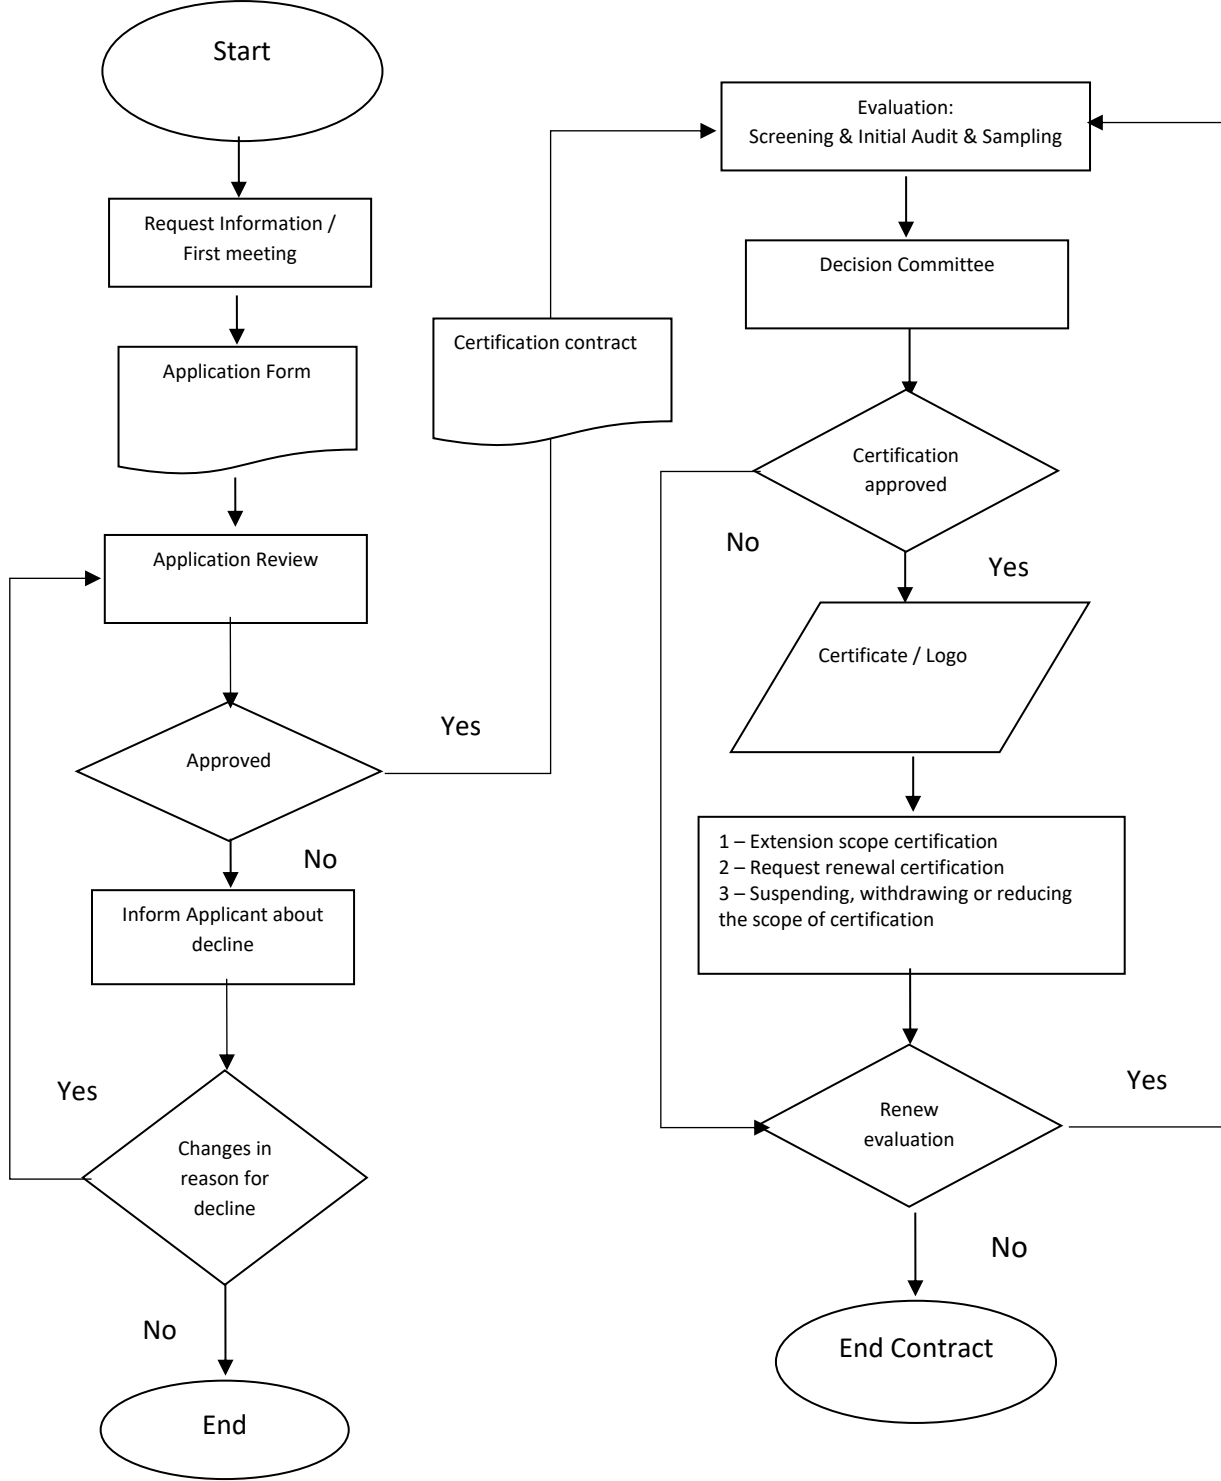 Start
Request Information /
First meeting
Application Form
Application Review
Approved
Yes
No
Inform Applicant about
decline
Yes
Changes in
reason for
decline
No
End
Certification contract
Evaluation:
Screening & Initial Audit & Sampling
Decision Committee
Certification
approved
No
Yes
Certificate / Logo
1 – Extension scope certification
2 – Request renewal certification
3 – Suspending, withdrawing or reducing
the scope of certification
Renew
evaluation
Yes
No
End Contract